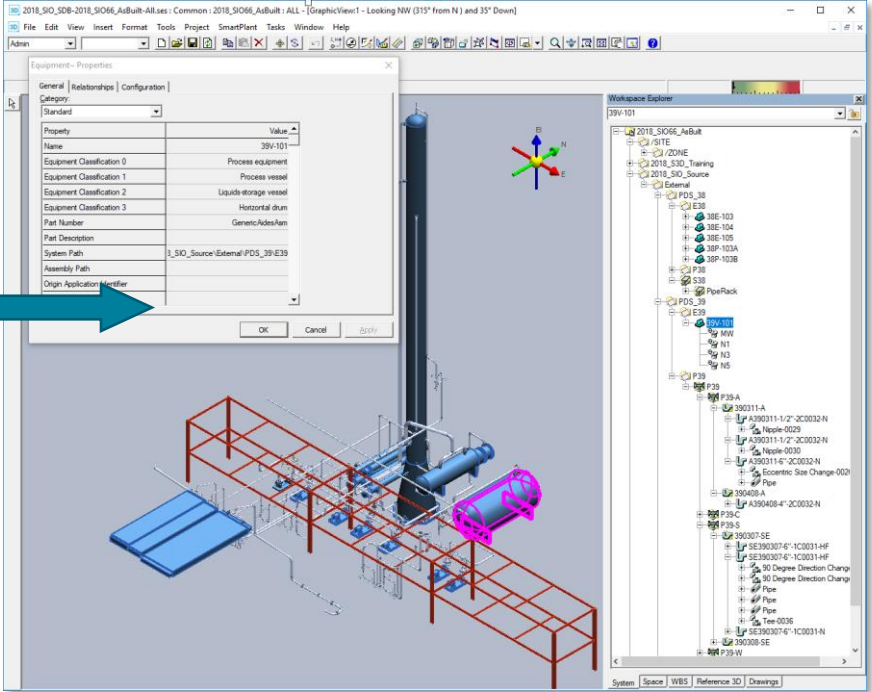 2018_SIO_SDB-2018_SIO66_AsBuilt-All.ses : Common : 2018_SIO66_AsBuilt : ALL - [GraphicView:1 - Looking NW (315° from N ) and 35° Down]
File Edit View Insert Format Tools Project SmartPlant Tasks Window Help
Admin
Equipment-- Properties
General Relationships Configuration
Category:
Standard
Property Value
Name 39V-101
Equipment Classification 0 Process equipment
Equipment Classification 1 Process vessel
Equipment Classification 2 Liquids-storage vessel
Equipment Classification 3 Horizontal drum
Part Number GenericAidesAsm
Part Description
System Path 3_SIO_Source\External\PDS_39\E39
Assembly Path
Origin Application Identifier
OK Cancel Apply
El
N
E
Workspace Explorer
39V-101
2018_SIO66_AsBuilt
/SITE
/ZONE
2018_S3D_Training
2018_SIO_Source
External
PDS_38
E38
38E-103
38E-104
38E-105
38P-103A
38P-103B
P38
S38
PipeRack
PDS_39
E39
39V-101
MW
N1
N3
N5
P39
P39
P39-A
390311-A
A390311-1/2"-2C0032-N
Nipple-0029
A390311-1/2"-2C0032-N
Nipple-0030
A390311-6"-2C0032-N
Eccentric Size Change-002
Pipe
390408-A
A390408-4"-2C0032-N
P39-C
P39-S
390307-SE
SE390307-6"-1C0031-HF
SE390307-6"-1C0031-HF
90 Degree Direction Change
90 Degree Direction Change
Pipe
Pipe
Tee-0036
SE390307-6"-1C0031-N
390308-SE
P39-W
System Space WBS Reference 3D Drawings